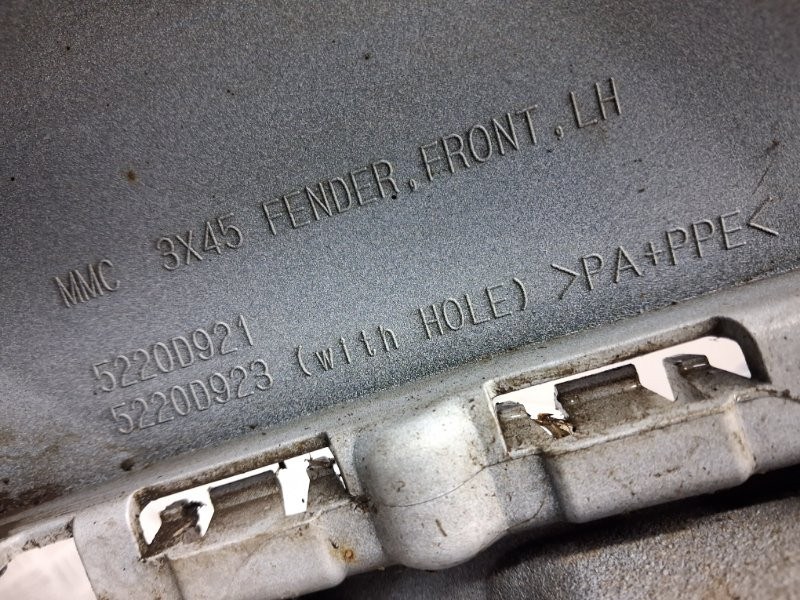 MMC 3X45 FENDER,FRONT,LH
5220D921
5220D923 (with HOLE) >PA+PPE<